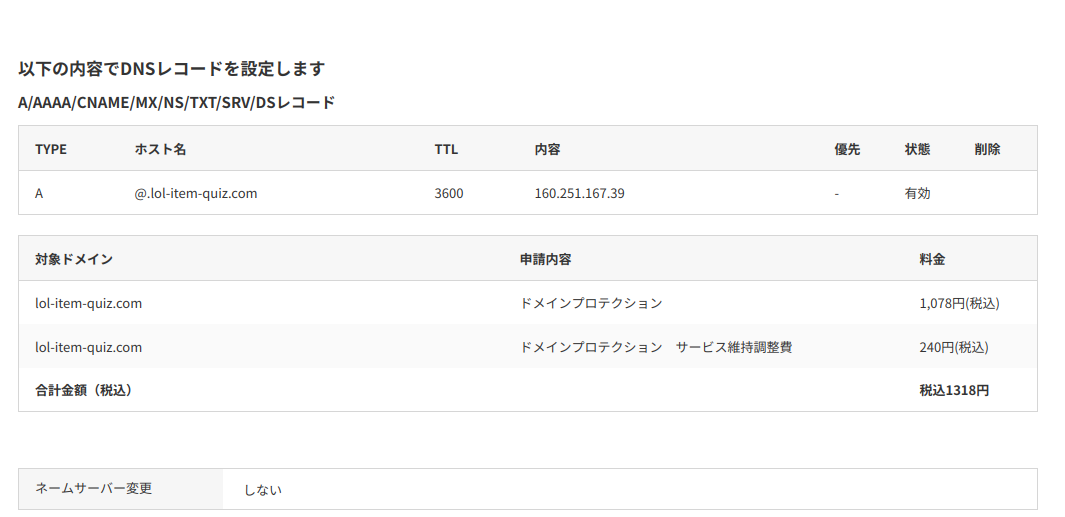 以下の内容でDNSレコードを設定します
A/AAAA/CNAME/MX/NS/TXT/SRV/DSレコード
TYPE ホスト名 TTL 内容 優先 状態 削除
A @.lol-item-quiz.com 3600 160.251.167.39 - 有効
対象ドメイン 申請内容 料金
lol-item-quiz.com ドメインプロテクション 1,078円(税込)
lol-item-quiz.com ドメインプロテクション　サービス維持調整費 240円(税込)
合計金額（税込） 税込1318円
ネームサーバー変更 しない